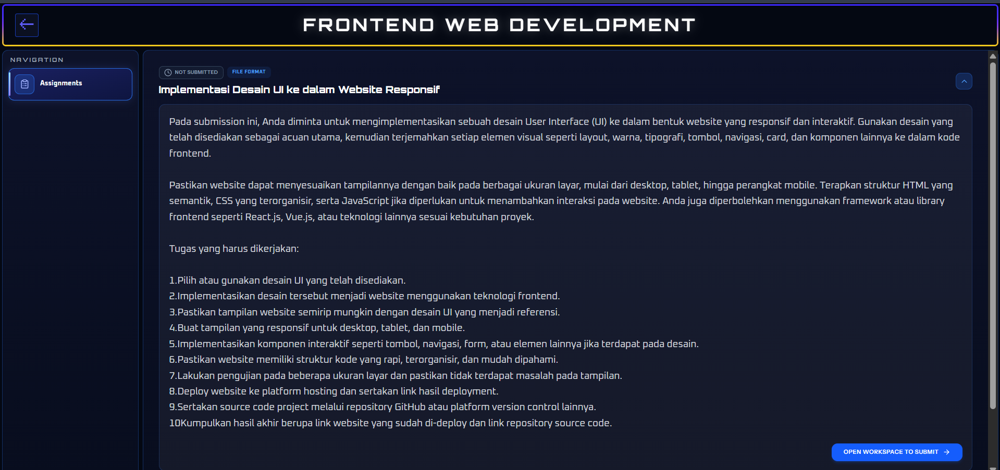 FRONTEND WEB DEVELOPMENT
NAVIGATION
Assignments
NOT SUBMITTED
FILE FORMAT
Implementasi Desain UI ke dalam Website Responsif
Pada submission ini, Anda diminta untuk mengimplementasikan sebuah desain User Interface (UI) ke dalam bentuk website yang responsif dan interaktif. Gunakan desain yang
telah disediakan sebagai acuan utama, kemudian terjemahkan setiap elemen visual seperti layout, warna, tipografi, tombol, navigasi, card, dan komponen lainnya ke dalam kode
frontend.
Pastikan website dapat menyesuaikan tampilannya dengan baik pada berbagai ukuran layar, mulai dari desktop, tablet, hingga perangkat mobile. Terapkan struktur HTML yang
semantik, CSS yang terorganisir, serta JavaScript jika diperlukan untuk menambahkan interaksi pada website. Anda juga diperbolehkan menggunakan framework atau library
frontend seperti React.js, Vue.js, atau teknologi lainnya sesuai kebutuhan proyek.
Tugas yang harus dikerjakan:
1.Pilih atau gunakan desain UI yang telah disediakan.
2.Implementasikan desain tersebut menjadi website menggunakan teknologi frontend.
3.Pastikan tampilan website semirip mungkin dengan desain UI yang menjadi referensi.
4.Buat tampilan yang responsif untuk desktop, tablet, dan mobile.
5.Implementasikan komponen interaktif seperti tombol, navigasi, form, atau elemen lainnya jika terdapat pada desain.
6.Pastikan website memiliki struktur kode yang rapi, terorganisir, dan mudah dipahami.
7.Lakukan pengujian pada beberapa ukuran layar dan pastikan tidak terdapat masalah pada tampilan.
8.Deploy website ke platform hosting dan sertakan link hasil deployment.
9.Sertakan source code project melalui repository GitHub atau platform version control lainnya.
10Kumpulkan hasil akhir berupa link website yang sudah di-deploy dan link repository source code.
OPEN WORKSPACE TO SUBMIT